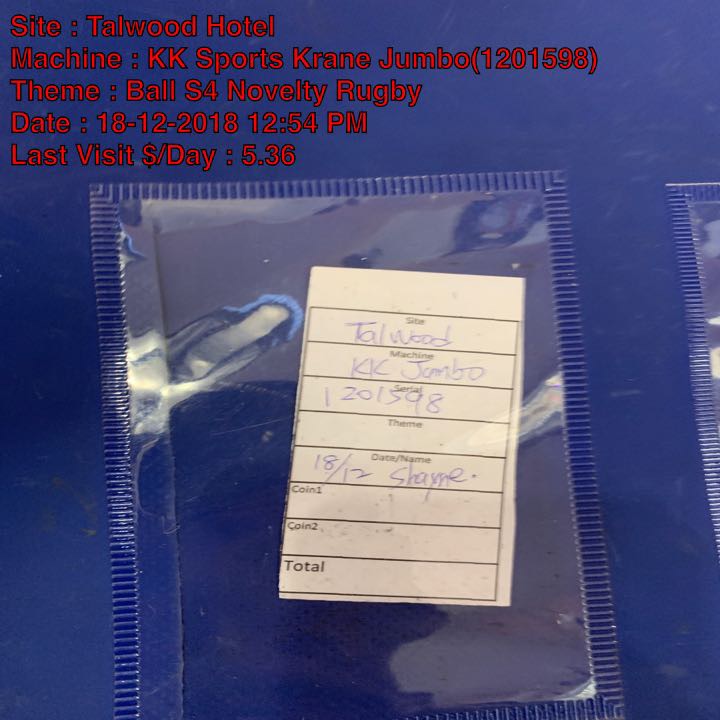 Site : Talwood Hotel
Machine : KK Sports Krane Jumbo(1201598)
Theme : Ball S4 Novelty Rugby
Date : 18-12-2018 12:54 PM
Last Visit $/Day : 5.36
Site
Talwood
Machine
KK Jumbo
Serial
1201598
Theme
Date/Name
18/12 Shayne.
Coin1
Coin2
Total